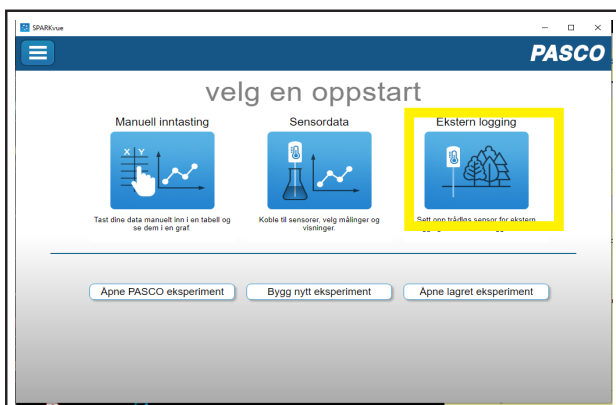 SPARKvue
PASCO
velg en oppstart
Manuell inntasting
Sensordata
Ekstern logging
X Y
Tast dine data manuelt inn i en tabell og
se dem i en graf.
Koble til sensorer, velg målinger og
visninger.
Sett opp trådløs sensor for ekstern
Åpne PASCO eksperiment
Bygg nytt eksperiment
Åpne lagret eksperiment